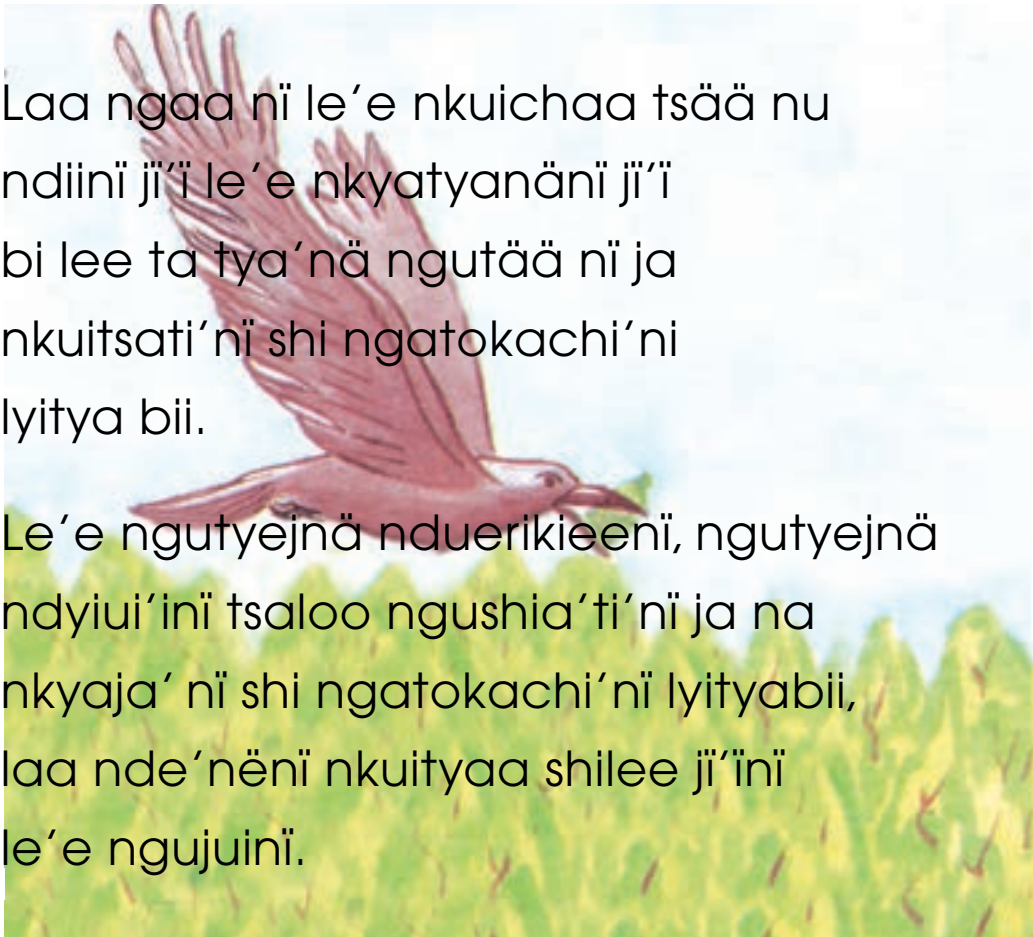 Laa ngaa nï le’e nkuichaa tsää nu
ndiinï jï’ï le’e nkyatyanänï jï’ï
bi lee ta tya’nä ngutää nï ja
nkuitsati’nï shi ngatokachi’ni
lyitya bii.
Le’e ngutyejnä nduerikieenï, ngutyejnä
ndyiui’inï tsaloo ngushia’ti’nï ja na
nkyaja’ nï shi ngatokachi’nï lyityabii,
laa nde’nënï nkuityaa shilee jï’ïnï
le’e ngujuinï.